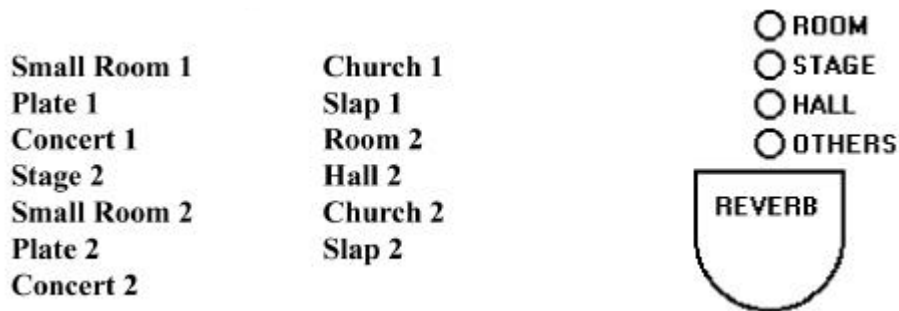 Small Room 1
Plate 1
Concert 1
Stage 2
Small Room 2
Plate 2
Concert 2
Church 1
Slap 1
Room 2
Hall 2
Church 2
Slap 2
ROOM
STAGE
HALL
OTHERS
REVERB